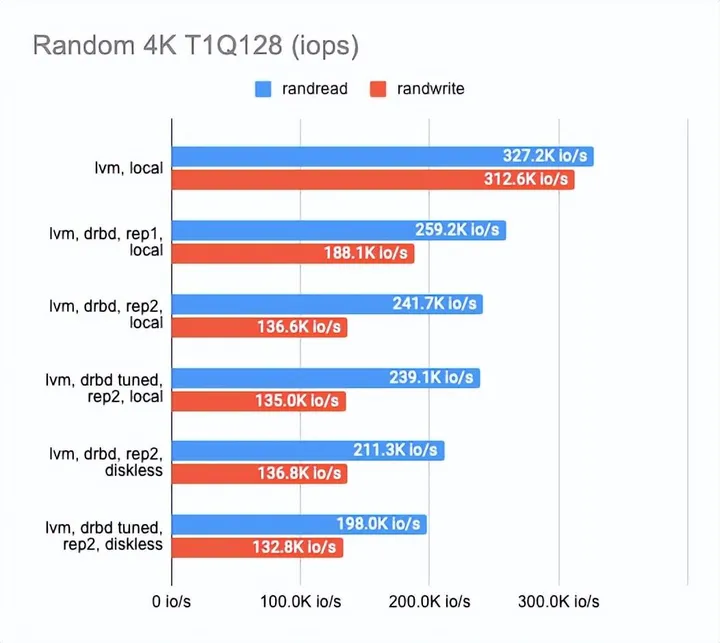 Random 4K T1Q128 (iops)
randread randwrite
lvm, local
327.2K io/s
312.6K io/s
lvm, drbd, rep1,
local
259.2K io/s
188.1K io/s
lvm, drbd, rep2,
local
241.7K io/s
136.6K io/s
lvm, drbd tuned,
rep2, local
239.1K io/s
135.0K io/s
lvm, drbd, rep2,
diskless
211.3K io/s
136.8K io/s
lvm, drbd tuned,
rep2, diskless
198.0K io/s
132.8K io/s
0 io/s 100.0K io/s 200.0K io/s 300.0K io/s